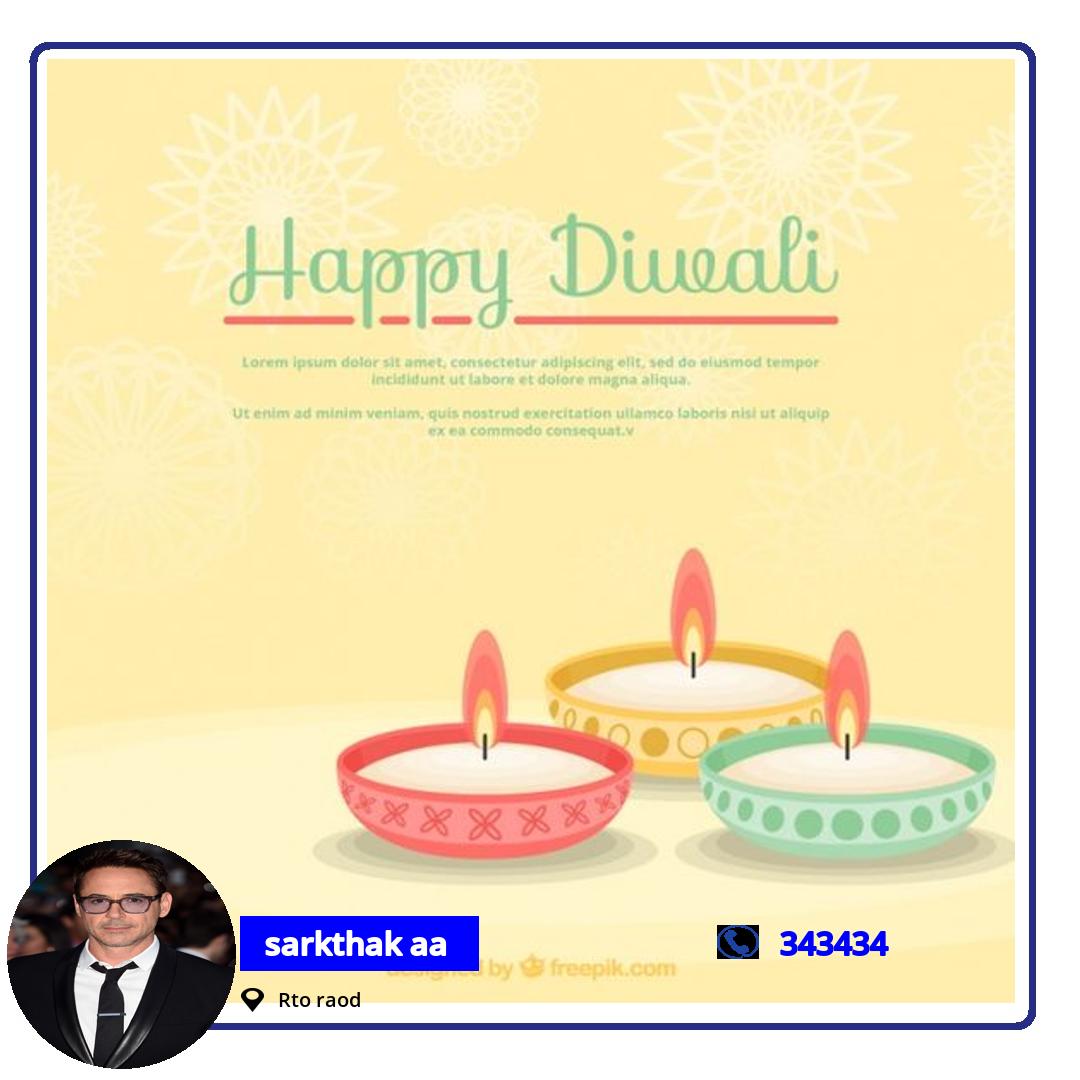 Happy Diwali
Lorem ipsum dolor sit amet, consectetur adipiscing elit, sed do eiusmod tempor
incididunt ut labore et dolore magna aliqua.
Ut enim ad minim veniam, quis nostrud exercitation ullamco laboris nisi ut aliquip
ex ea commodo consequat.v
sarkthak aa
343434
designed by freepik.com
Rto raod